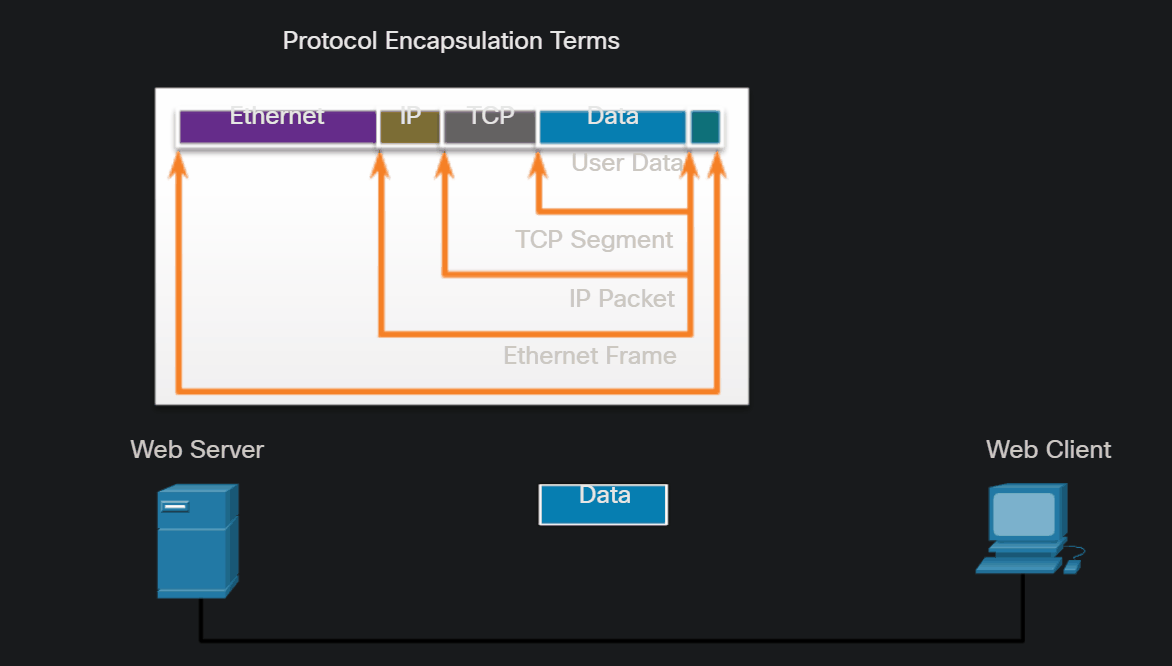 Protocol Encapsulation Terms
Ethernet IP TCP Data
User Data
TCP Segment
IP Packet
Ethernet Frame
Web Server
Web Client
Data